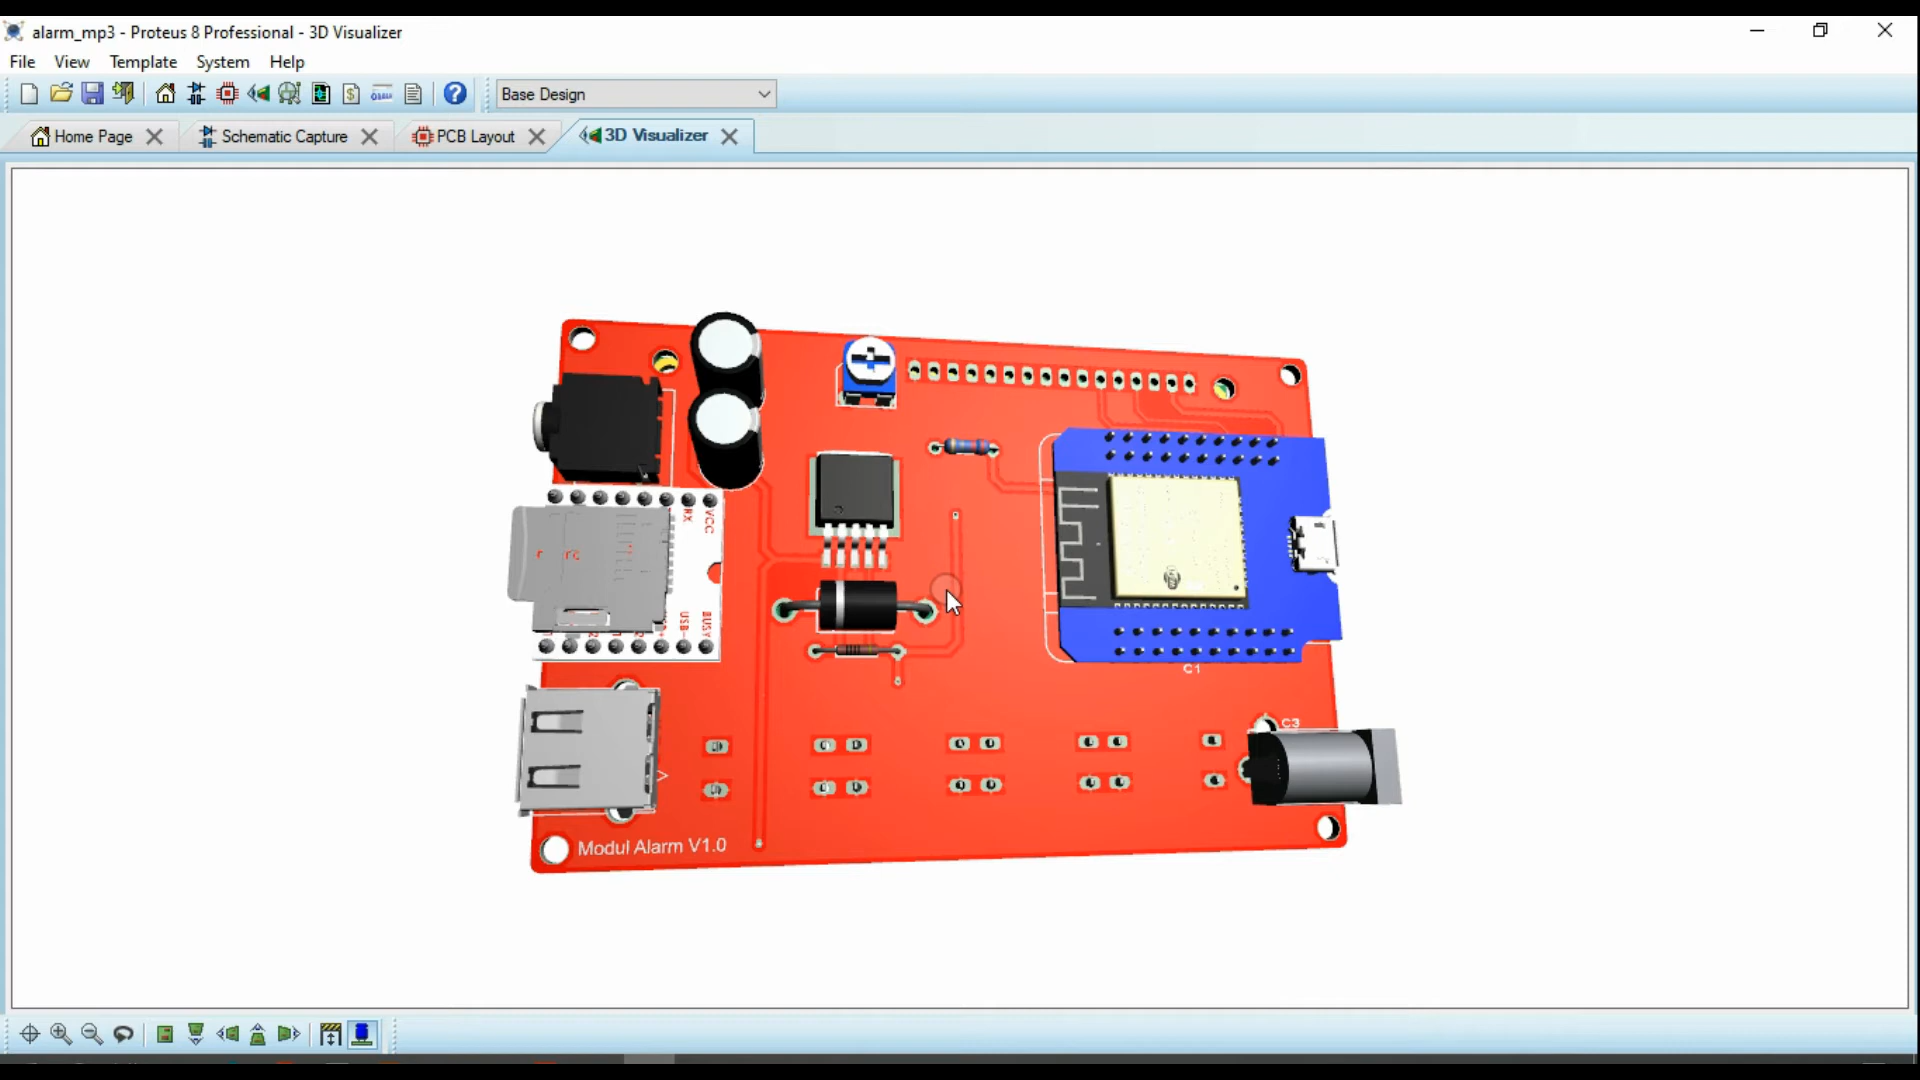 alarm_mp3 - Proteus 8 Professional - 3D Visualizer
File View Template System Help
Base Design
Home Page Schematic Capture PCB Layout 3D Visualizer
RX
VCC
USB-
BUSY
C1
C3
Modul Alarm V1.0